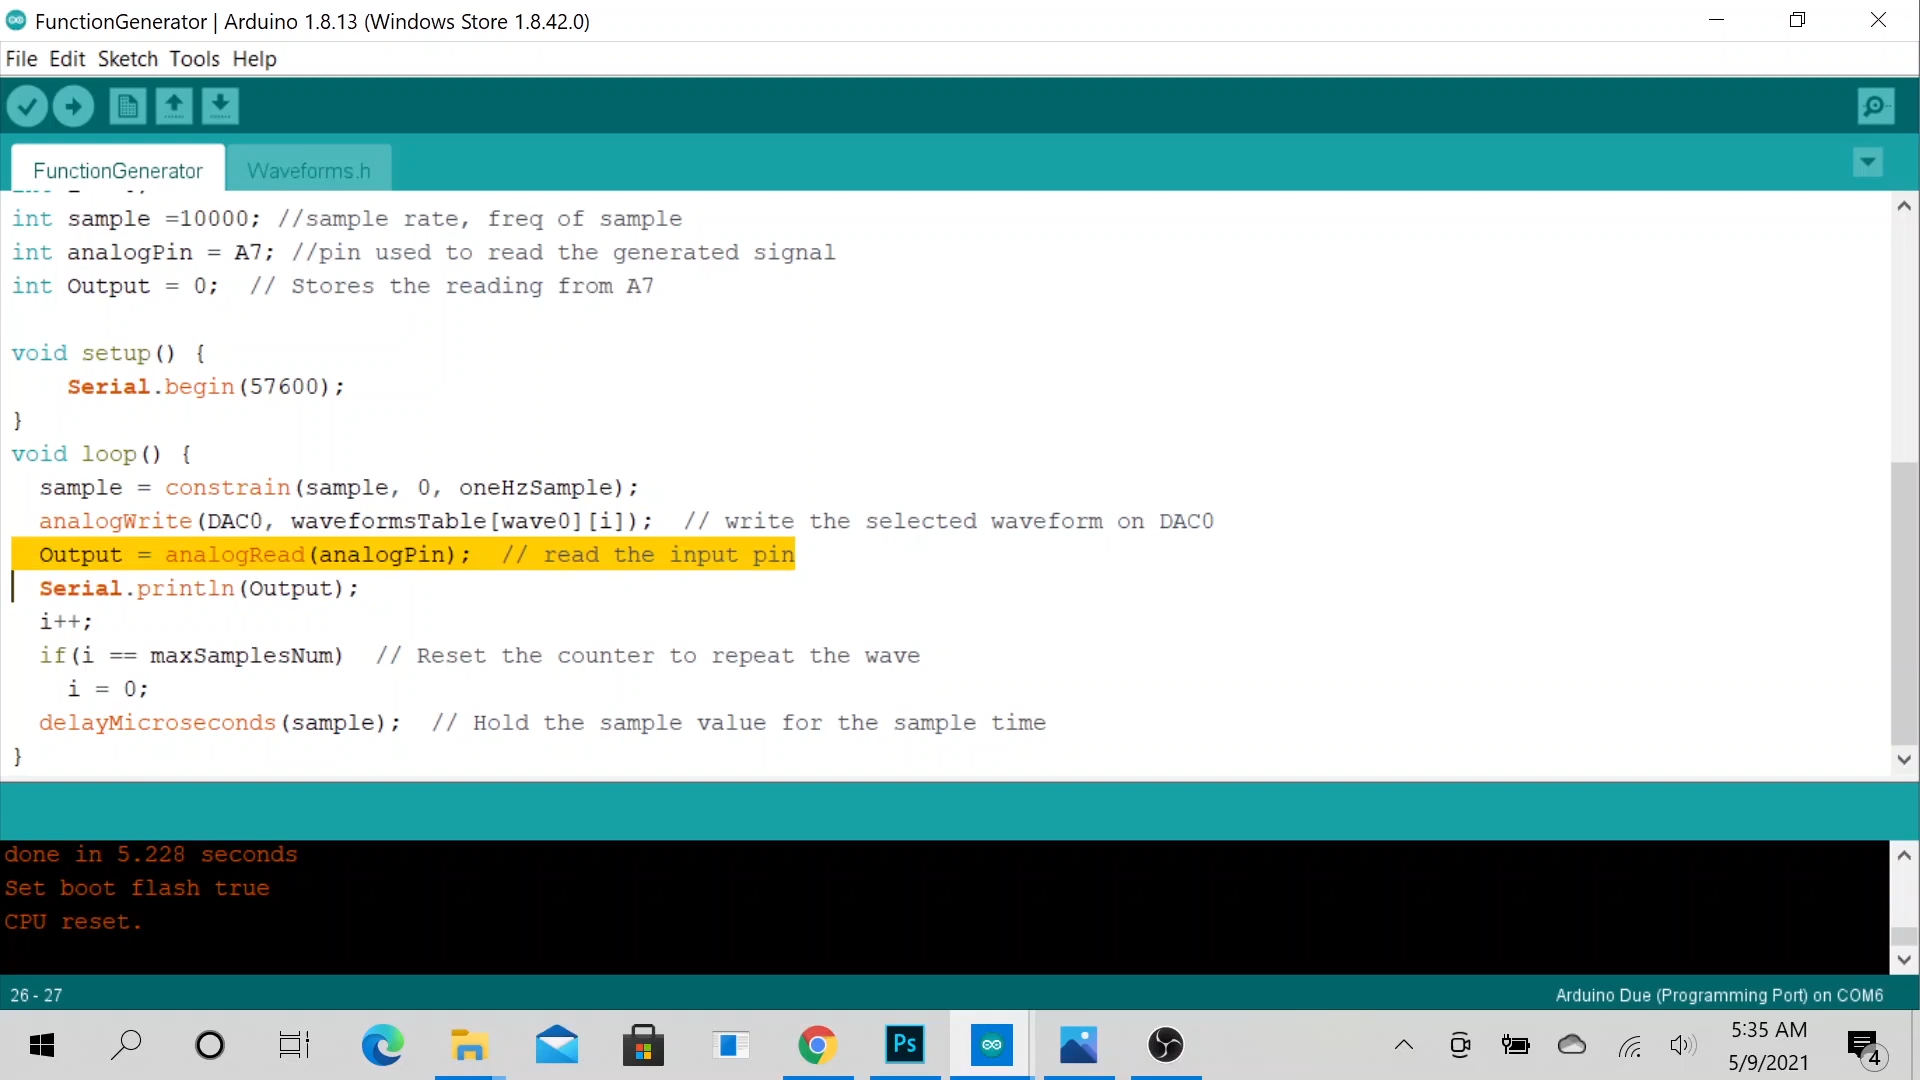 FunctionGenerator | Arduino 1.8.13 (Windows Store 1.8.42.0)
File Edit Sketch Tools Help
FunctionGenerator Waveforms.h
int sample =10000; //sample rate, freq of sample
int analogPin = A7; //pin used to read the generated signal
int Output = 0;  // Stores the reading from A7
void setup() {
Serial.begin(57600);
}
void loop() {
sample = constrain(sample, 0, oneHzSample);
analogWrite(DAC0, waveformsTable[wave0][i]);  // write the selected waveform on DAC0
Output = analogRead(analogPin);  // read the input pin
Serial.println(Output);
i++;
if(i == maxSamplesNum)  // Reset the counter to repeat the wave
i = 0;
delayMicroseconds(sample);  // Hold the sample value for the sample time
}
done in 5.228 seconds
Set boot flash true
CPU reset.
26 - 27
Arduino Due (Programming Port) on COM6
Ps
5:35 AM
5/9/2021
4